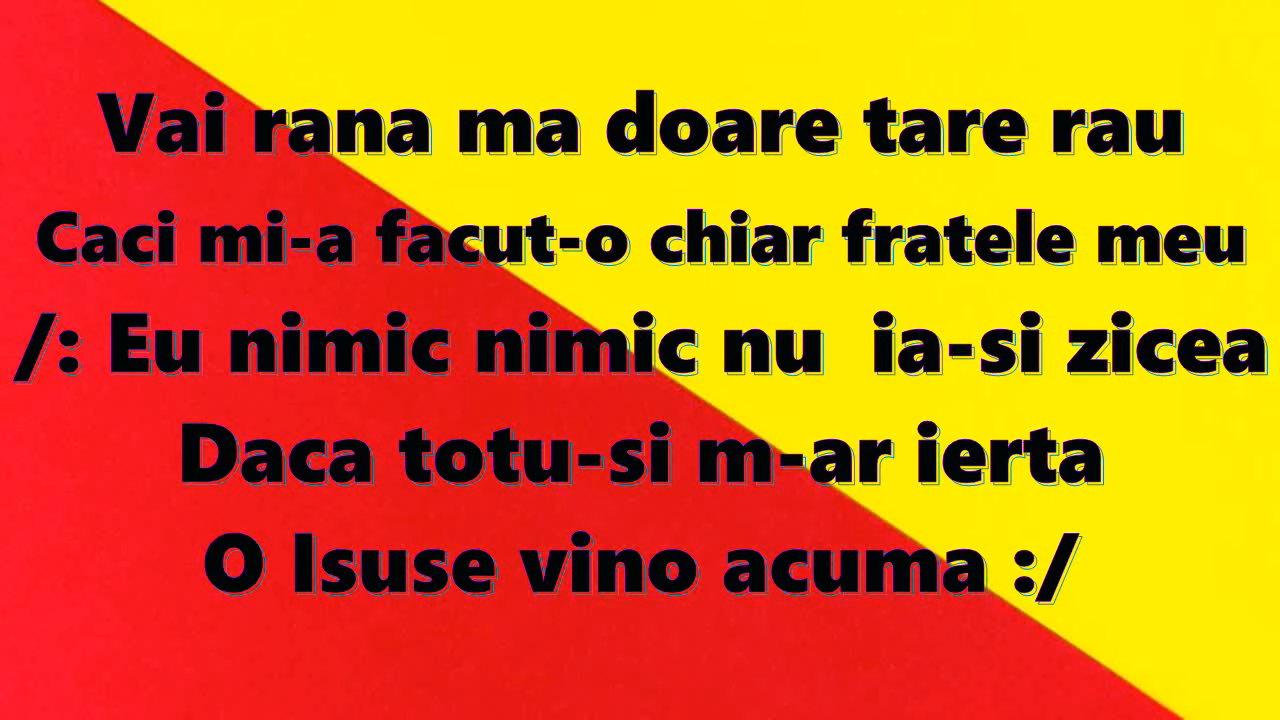 Vai rana ma doare tare rau
Caci mi-a facut-o chiar fratele meu
/: Eu nimic nimic nu  ia-si zicea
Daca totu-si m-ar ierta
O Isuse vino acuma :/